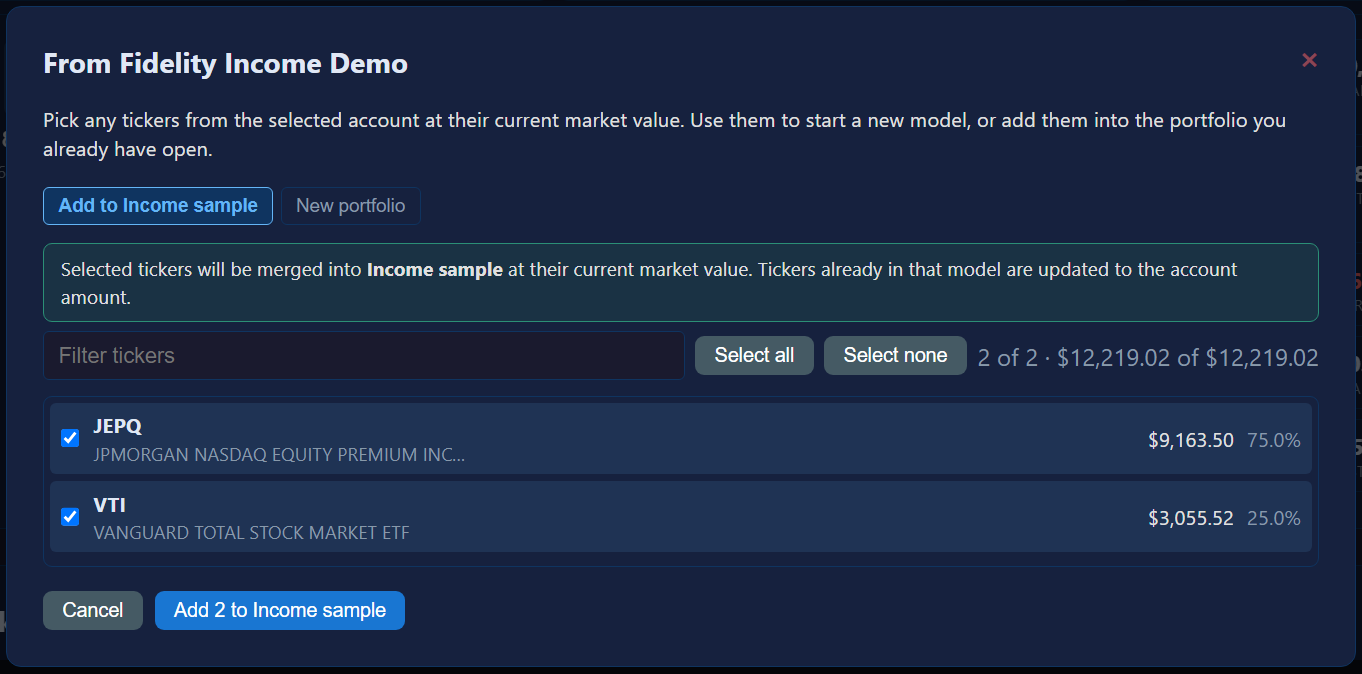 From Fidelity Income Demo
✕
Pick any tickers from the selected account at their current market value. Use them to start a new model, or add them into the portfolio you
already have open.
Add to Income sample
New portfolio
Selected tickers will be merged into Income sample at their current market value. Tickers already in that model are updated to the account
amount.
Filter tickers
Select all
Select none
2 of 2 · $12,219.02 of $12,219.02
JEPQ
JPMORGAN NASDAQ EQUITY PREMIUM INC...
$9,163.50 75.0%
VTI
VANGUARD TOTAL STOCK MARKET ETF
$3,055.52 25.0%
Cancel
Add 2 to Income sample